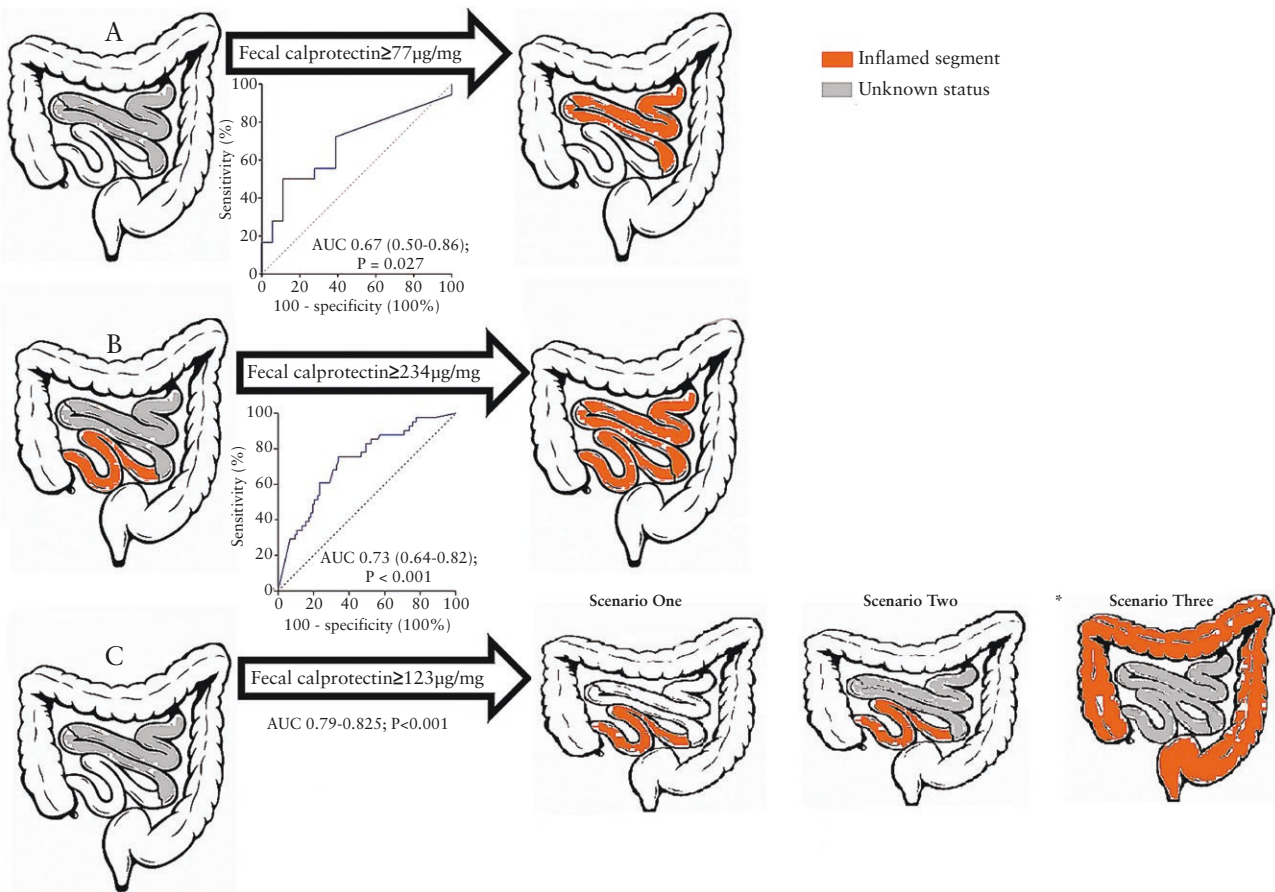 A
Fecal calprotectin≥77µg/mg
Inflamed segment
Unknown status
100
80
60
40
20
0
Sensitivity (%)
AUC 0.67 (0.50-0.86);
P = 0.027
0 20 40 60 80 100
100 - specificity (100%)
B
Fecal calprotectin≥234µg/mg
100
80
60
40
20
0
Sensitivity (%)
AUC 0.73 (0.64-0.82);
P < 0.001
0 20 40 60 80 100
100 - specificity (100%)
Scenario One
Scenario Two
* Scenario Three
C
Fecal calprotectin≥123µg/mg
AUC 0.79-0.825; P<0.001